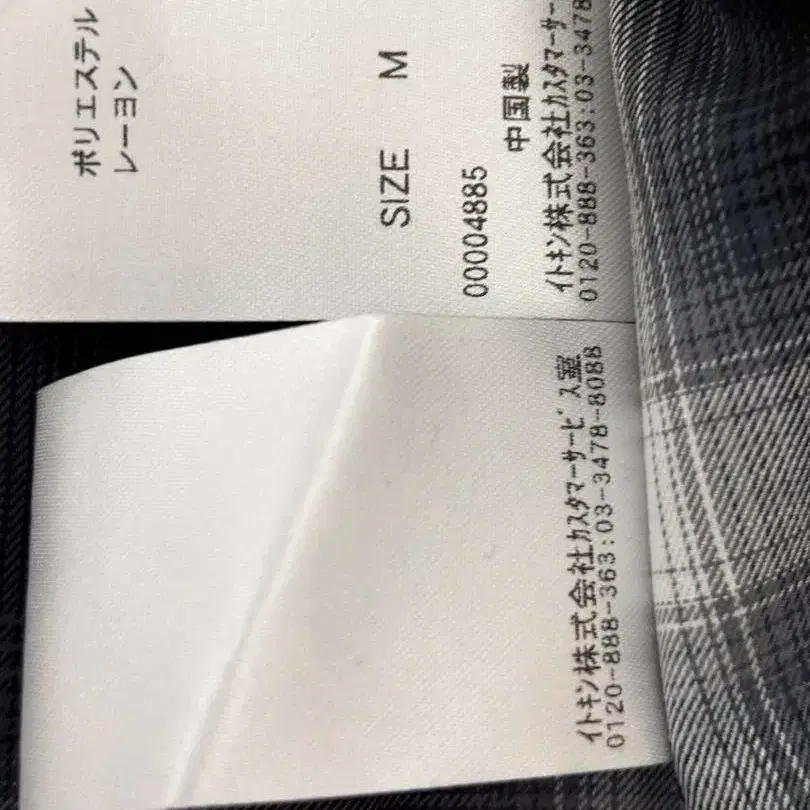 ポリエステル
レーヨン
SIZE M
00004885
中国製
イトキン株式会社カスタマーサー
0120-888-363:03-3478-
イトキン株式会社カスタマーサービス室
0120-888-363:03-3478-8088